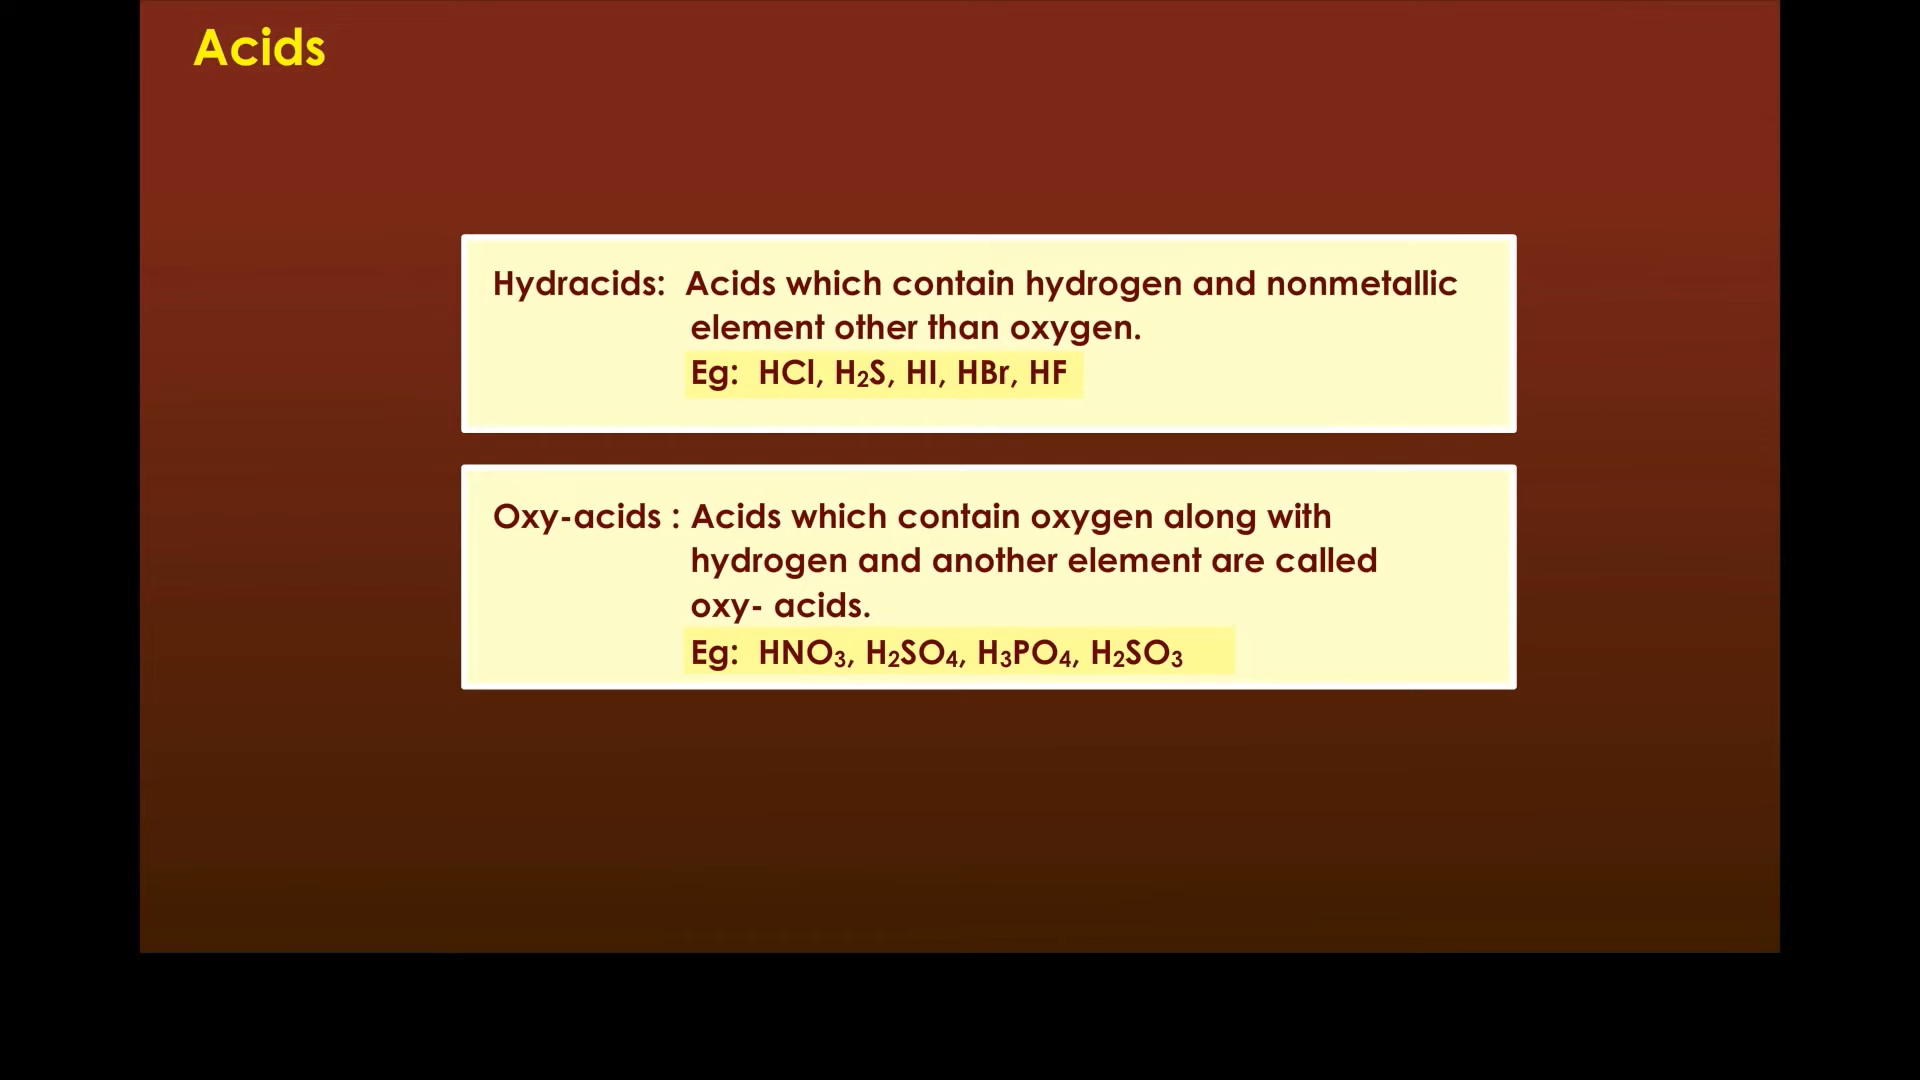 Acids
Hydracids: Acids which contain hydrogen and nonmetallic
element other than oxygen.
Eg: HCl, H₂S, HI, HBr, HF
Oxy-acids : Acids which contain oxygen along with
hydrogen and another element are called
oxy- acids.
Eg: HNO₃, H₂SO₄, H₃PO₄, H₂SO₃